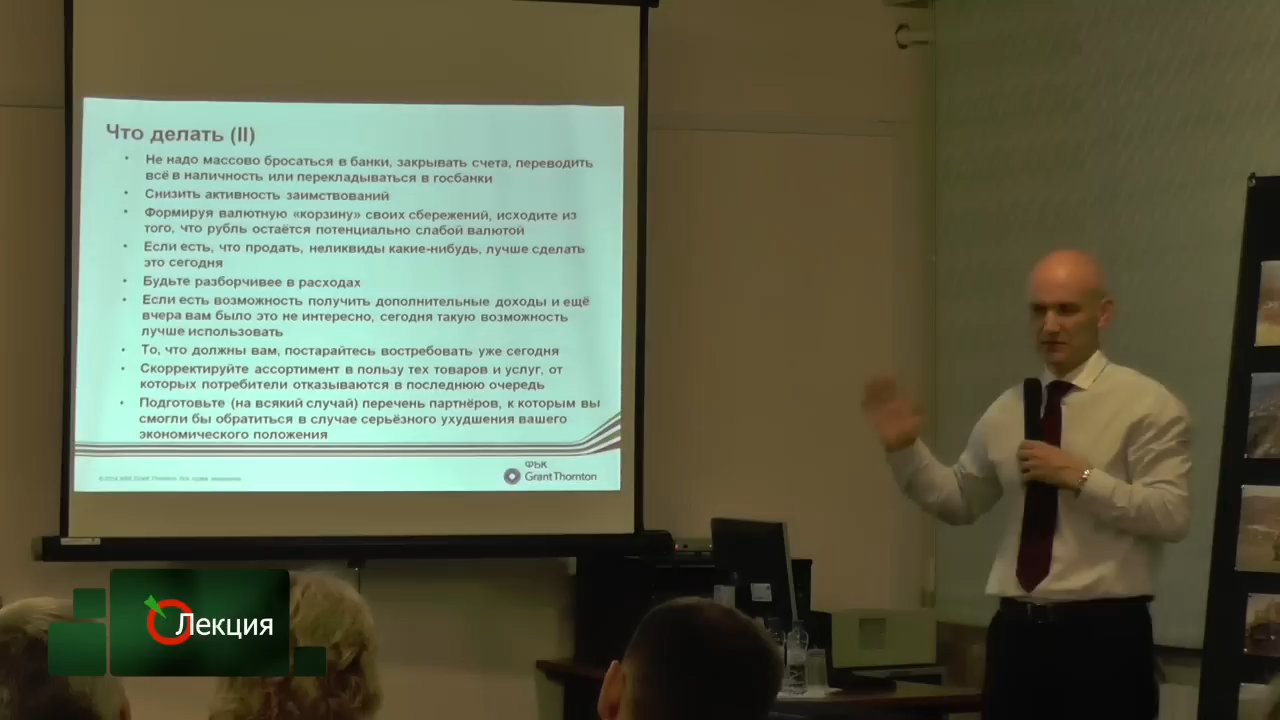 Что делать (II)
• Не надо массово бросаться в банки, закрывать счета, переводить
всё в наличность или перекладываться в госбанки
• Снизить активность заимствований
• Формируя валютную «корзину» своих сбережений, исходите из
того, что рубль остаётся потенциально слабой валютой
• Если есть, что продать, неликвиды какие-нибудь, лучше сделать
это сегодня
• Будьте разборчивее в расходах
• Если есть возможность получить дополнительные доходы и ещё
вчера вам было это не интересно, сегодня такую возможность
лучше использовать
• То, что должны вам, постарайтесь востребовать уже сегодня
• Скорректируйте ассортимент в пользу тех товаров и услуг, от
которых потребители отказываются в последнюю очередь
• Подготовьте (на всякий случай) перечень партнёров, к которым вы
смогли бы обратиться в случае серьёзного ухудшения вашего
экономического положения
ФБК
Grant Thornton
Лекция